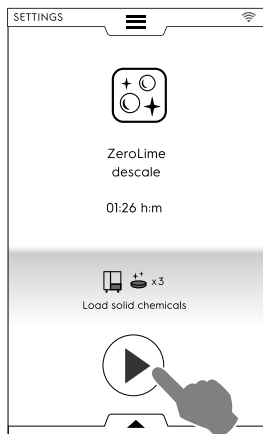 SETTINGS
ZeroLime
descale
01:26 h:m
x3
Load solid chemicals